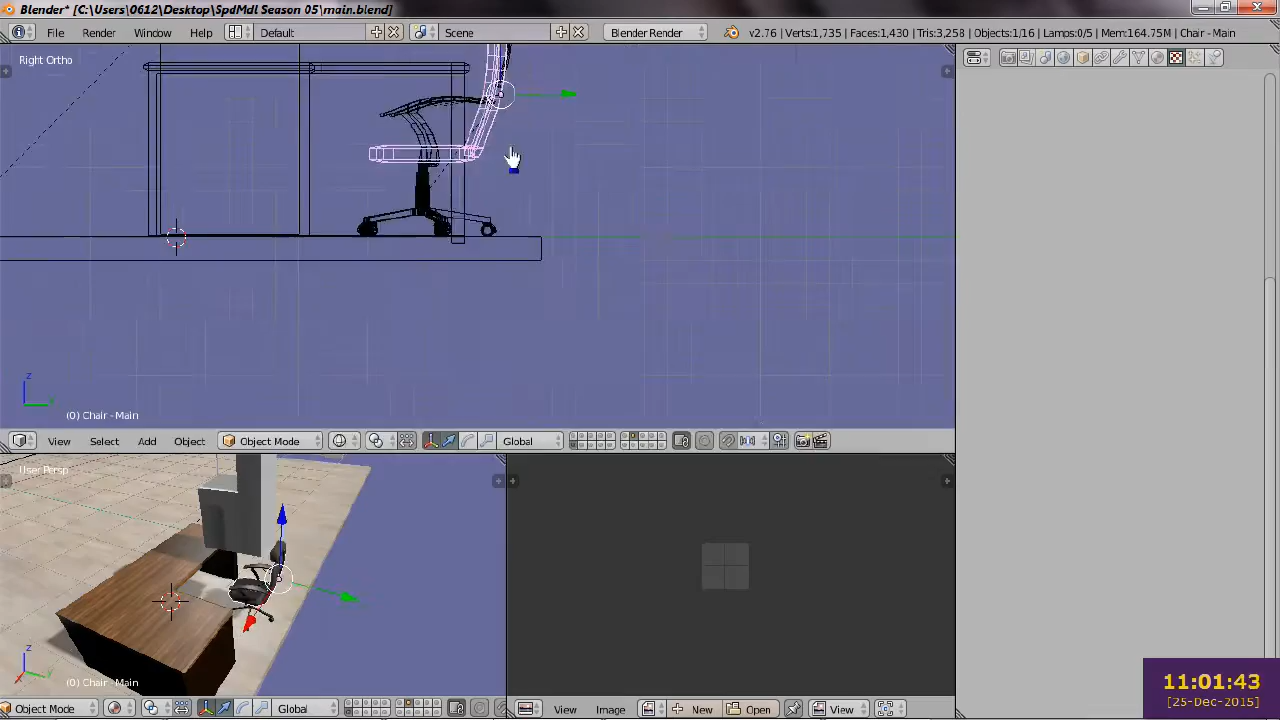 Blender* [C:\Users\0612\Desktop\SpdMdl Season 05\main.blend]
File Render Window Help Default Scene Blender Render v2.76 | Verts:1,735 | Faces:1,430 | Tris:3,258 | Objects:1/16 | Lamps:0/5 | Mem:164.75M | Chair - Main
Right Ortho
z
(0) Chair - Main
View Select Add Object Object Mode Global
User Persp
z
x
y
(0) Chair - Main
Object Mode Global View Image New Open View
11:01:43
[25-Dec-2015]